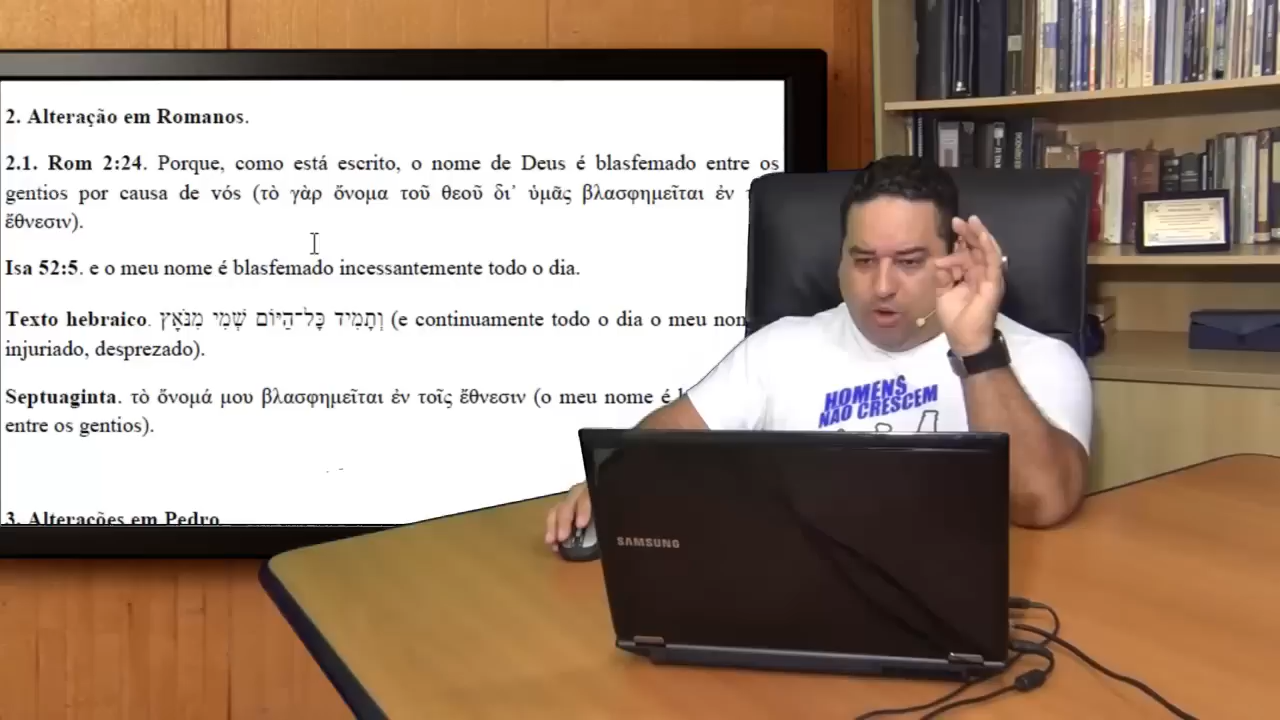 2. Alteração em Romanos.
2.1. Rom 2:24. Porque, como está escrito, o nome de Deus é blasfemado entre os
gentios por causa de vós (τὸ γὰρ ὄνομα τοῦ θεοῦ δι᾽ ὑμᾶς βλασφημεῖται ἐν
ἔθνεσιν).
Isa 52:5. e o meu nome é blasfemado incessantemente todo o dia.
Texto hebraico. וְתָמִיד כָּל־הַיּוֹם שְׁמִי מִנֹּאָץ (e continuamente todo o dia o meu
injuriado, desprezado).
Septuaginta. τὸ ὄνομά μου βλασφημεῖται ἐν τοῖς ἔθνεσιν (o meu nome é
entre os gentios).
3. Alterações em Pedro
HOMENS
NÃO CRESCEM
SAMSUNG